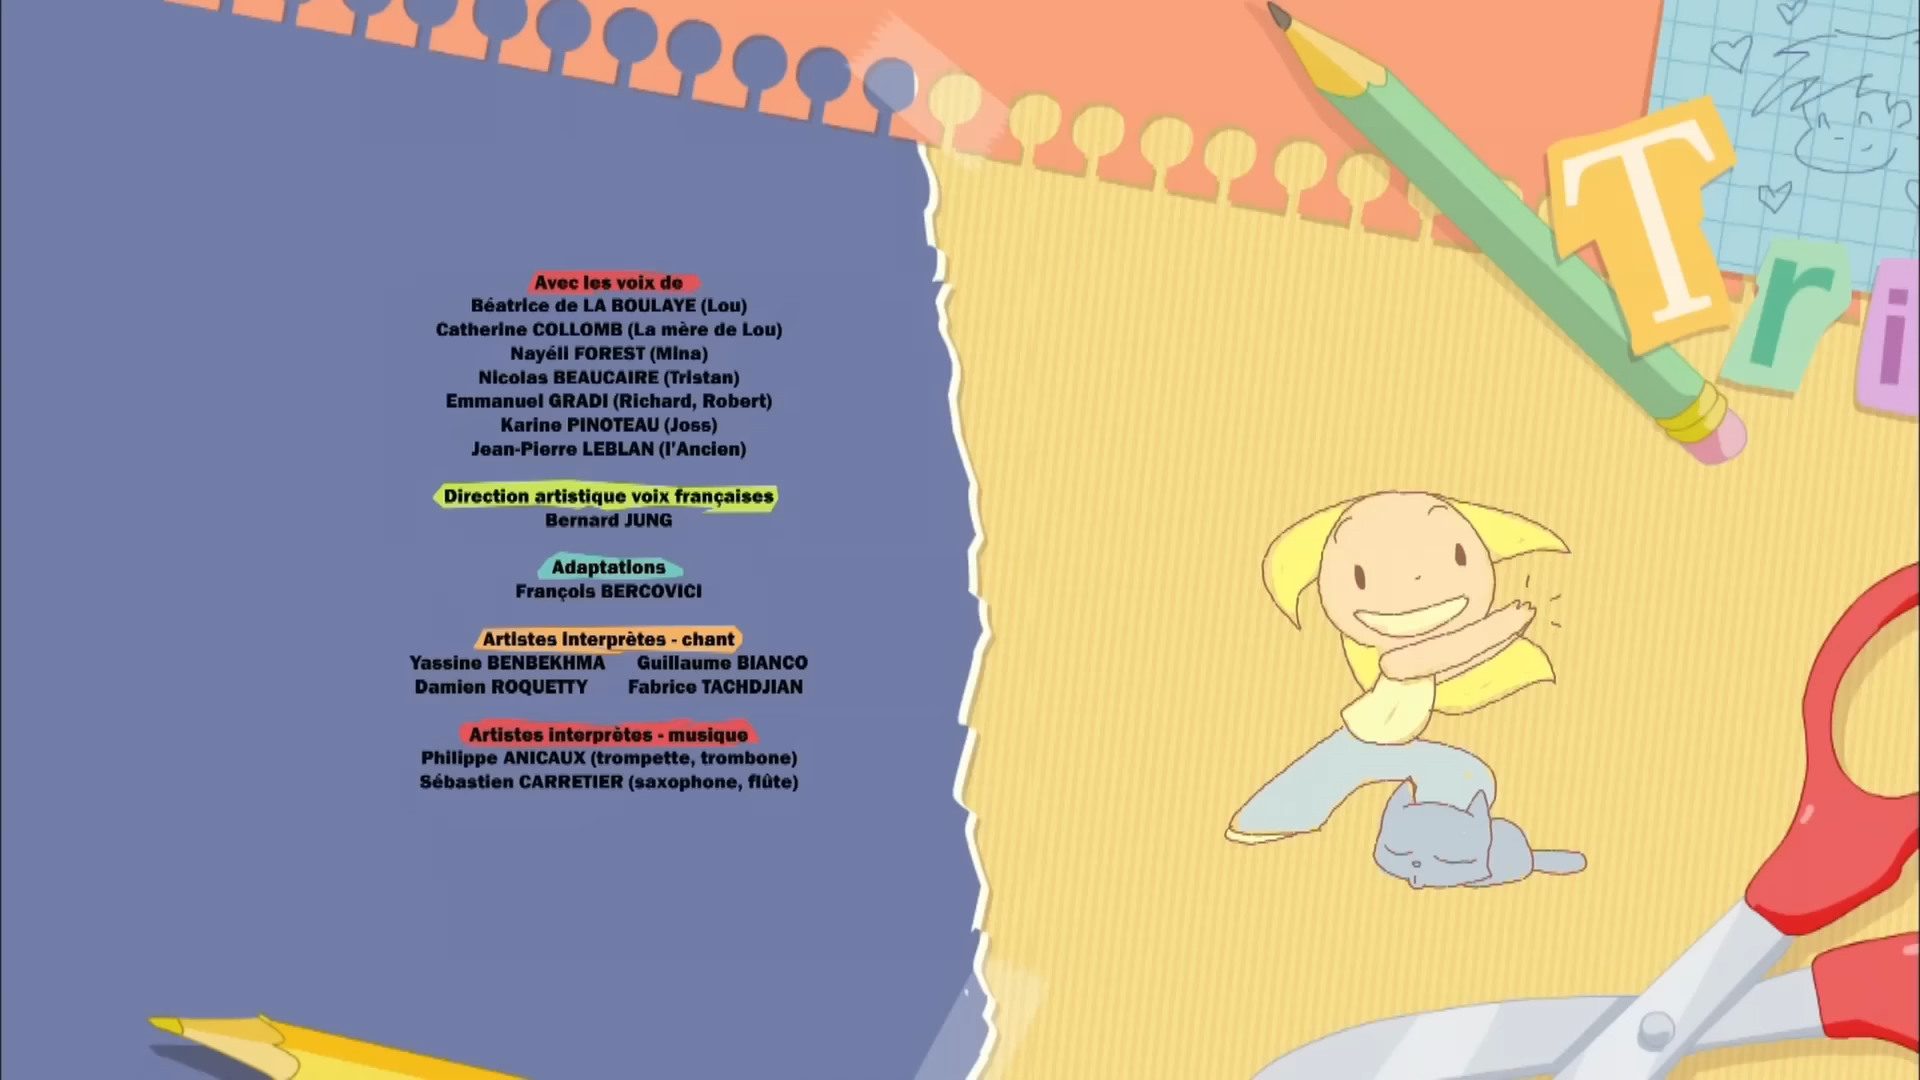 Avec les voix de
Béatrice de LA BOULAYE (Lou)
Catherine COLLOMB (La mère de Lou)
Nayéli FOREST (Mina)
Nicolas BEAUCAIRE (Tristan)
Emmanuel GRADI (Richard, Robert)
Karine PINOTEAU (Joss)
Jean-Pierre LEBLAN (l'Ancien)
Direction artistique voix françaises
Bernard JUNG
Adaptations
François BERCOVICI
Artistes interprètes - chant
Yassine BENBEKHMA Guillaume BIANCO
Damien ROQUETTY Fabrice TACHDJIAN
Artistes interprètes - musique
Philippe ANICAUX (trompette, trombone)
Sébastien CARRETIER (saxophone, flûte)
Tri